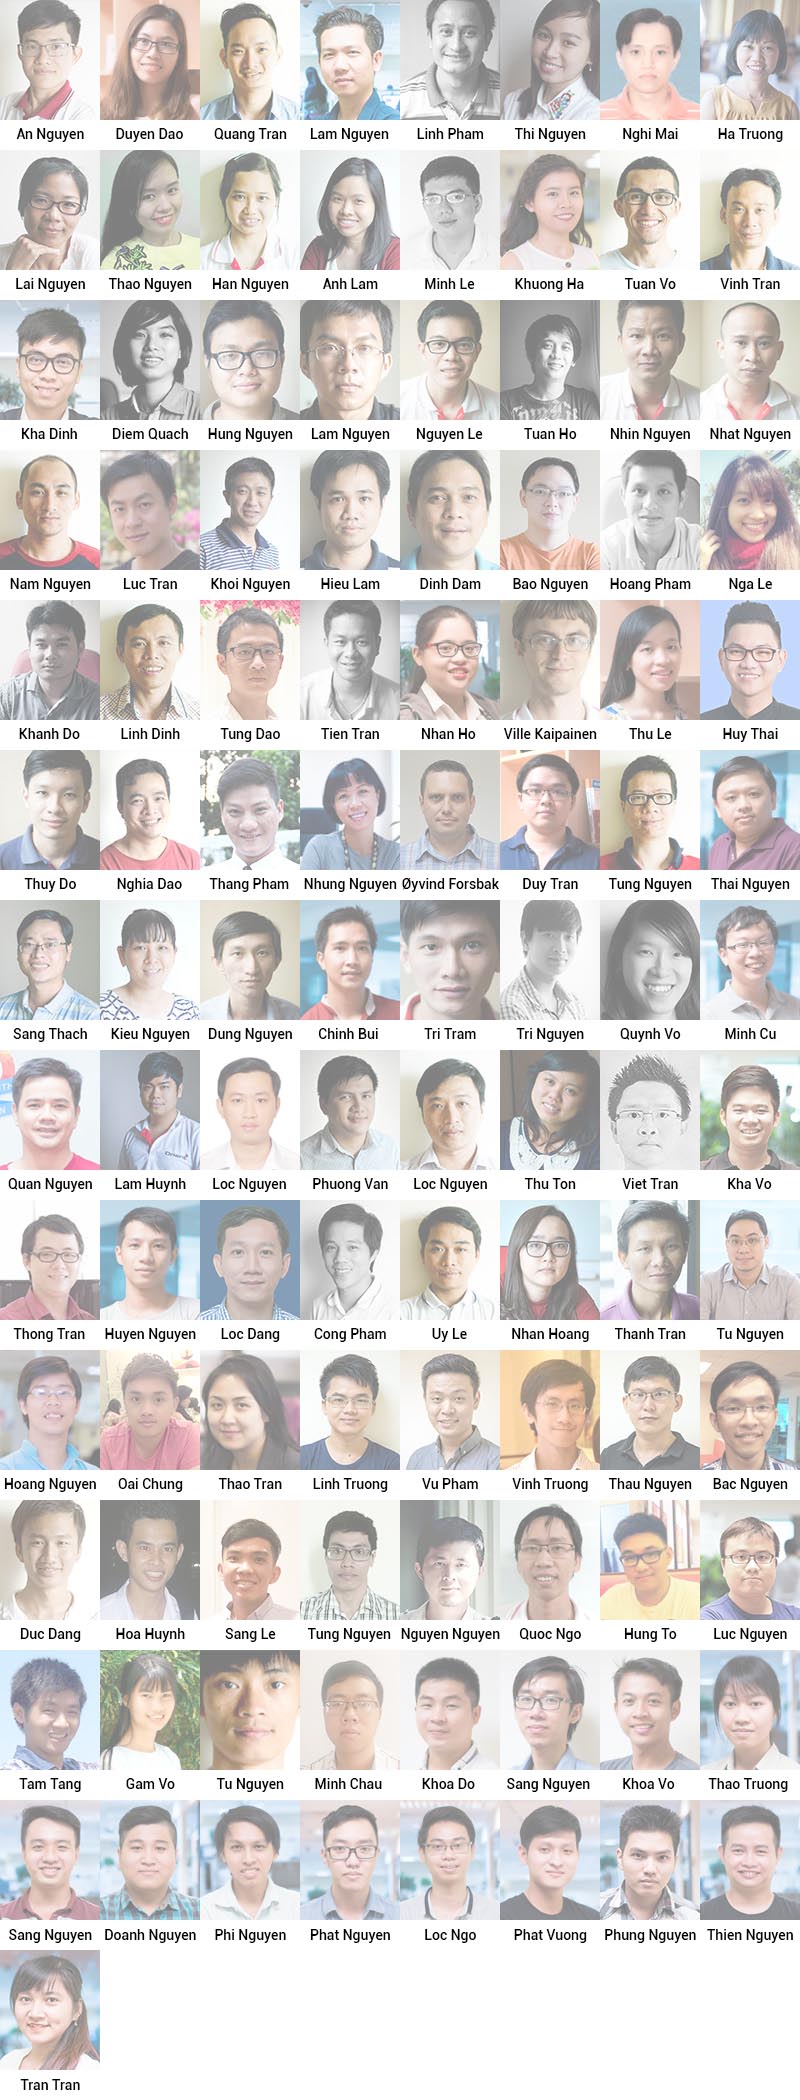 An Nguyen Duyen Dao Quang Tran Lam Nguyen Linh Pham Thi Nguyen Nghi Mai Ha Truong
Lai Nguyen Thao Nguyen Han Nguyen Anh Lam Minh Le Khuong Ha Tuan Vo Vinh Tran
Kha Dinh Diem Quach Hung Nguyen Lam Nguyen Nguyen Le Tuan Ho Nhin Nguyen Nhat Nguyen
Nam Nguyen Luc Tran Khoi Nguyen Hieu Lam Dinh Dam Bao Nguyen Hoang Pham Nga Le
Khanh Do Linh Dinh Tung Dao Tien Tran Nhan Ho Ville Kaipainen Thu Le Huy Thai
Thuy Do Nghia Dao Thang Pham Nhung Nguyen Øyvind Forsbak Duy Tran Tung Nguyen Thai Nguyen
Sang Thach Kieu Nguyen Dung Nguyen Chinh Bui Tri Tram Tri Nguyen Quynh Vo Minh Cu
Quan Nguyen Lam Huynh Loc Nguyen Phuong Van Loc Nguyen Thu Ton Viet Tran Kha Vo
Thong Tran Huyen Nguyen Loc Dang Cong Pham Uy Le Nhan Hoang Thanh Tran Tu Nguyen
Hoang Nguyen Oai Chung Thao Tran Linh Truong Vu Pham Vinh Truong Thau Nguyen Bac Nguyen
Duc Dang Hoa Huynh Sang Le Tung Nguyen Nguyen Nguyen Quoc Ngo Hung To Luc Nguyen
Tam Tang Gam Vo Tu Nguyen Minh Chau Khoa Do Sang Nguyen Khoa Vo Thao Truong
Sang Nguyen Doanh Nguyen Phi Nguyen Phat Nguyen Loc Ngo Phat Vuong Phung Nguyen Thien Nguyen
Tran Tran